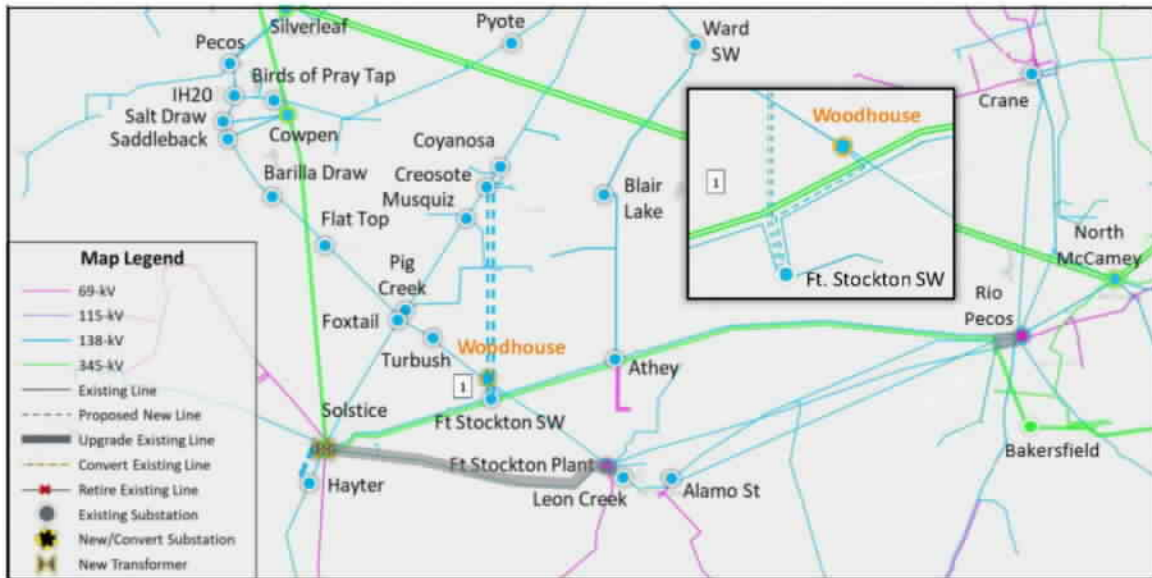 Silverleaf
Pyote
Ward
SW
Pecos
Birds of Pray Tap
IH20
Salt Draw
Saddleback
Cowpen
Crane
Woodhouse
Coyanosa
Creosote
Musquiz
Barilla Draw
1
Blair
Lake
Flat Top
North
McCamey
Ft. Stockton SW
Map Legend
69-kV
115-kV
138-kV
345-kV
Existing Line
Proposed New Line
Upgrade Existing Line
Convert Existing Line
Retire Existing Line
Existing Substation
New/Convert Substation
New Transformer
Pig
Creek
Foxtail
Rio
Pecos
Turbush
Woodhouse
Athey
1
Solstice
Ft Stockton SW
Bakersfield
Ft Stockton Plant
Hayter
Leon Creek
Alamo St